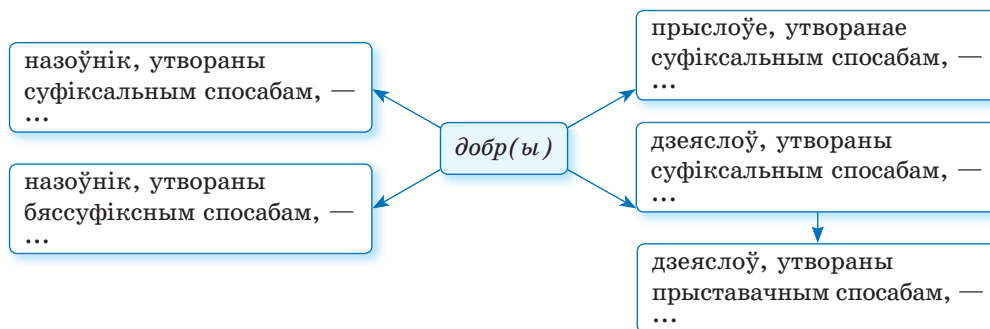 назоўнік, утвораны
суфіксальным спосабам, —
...
назоўнік, утвораны
бяссуфіксным спосабам, —
...
добр(ы)
прыслоўе, утворанае
суфіксальным спосабам, —
...
дзеяслоў, утвораны
суфіксальным спосабам, —
...
дзеяслоў, утвораны
прыставачным спосабам, —
...